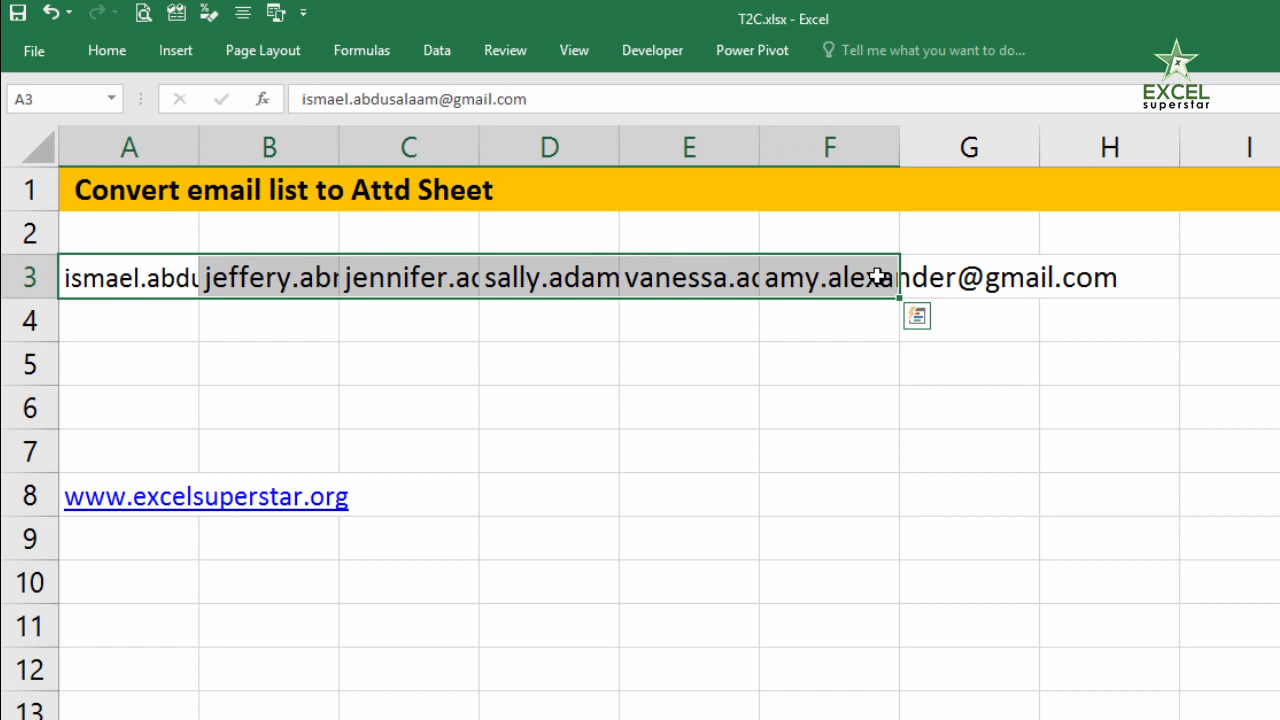 T2C.xlsx - Excel
File Home Insert Page Layout Formulas Data Review View Developer Power Pivot Tell me what you want to do...
EXCEL
superstar
A3 fx ismael.abdusalaam@gmail.com
A B C D E F G H I
1 Convert email list to Attd Sheet
2
3 ismael.abdu jeffery.abr jennifer.ad sally.adam vanessa.ad amy.alexander@gmail.com
4
5
6
7
8 www.excelsuperstar.org
9
10
11
12
13